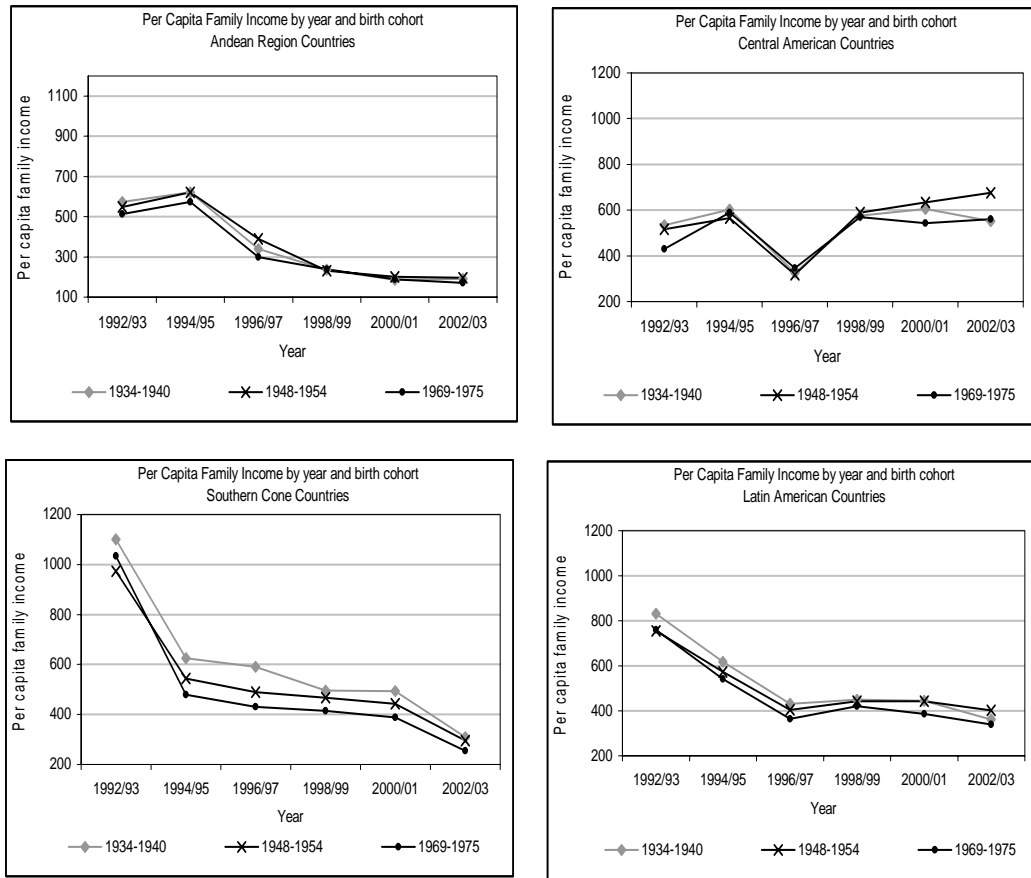 Per Capita Family Income by year and birth cohort
Andean Region Countries
Per capita family income
1100
900
700
500
300
100
1992/93 1994/95 1996/97 1998/99 2000/01 2002/03
Year
1934-1940 1948-1954 1969-1975
Per Capita Family Income by year and birth cohort
Central American Countries
Per capita family income
1200
1000
800
600
400
200
1992/93 1994/95 1996/97 1998/99 2000/01 2002/03
Year
1934-1940 1948-1954 1969-1975
Per Capita Family Income by year and birth cohort
Southern Cone Countries
Per capita family income
1200
1000
800
600
400
200
1992/93 1994/95 1996/97 1998/99 2000/01 2002/03
Year
1934-1940 1948-1954 1969-1975
Per Capita Family Income by year and birth cohort
Latin American Countries
Per capita family income
1200
1000
800
600
400
200
1992/93 1994/95 1996/97 1998/99 2000/01 2002/03
Year
1934-1940 1948-1954 1969-1975